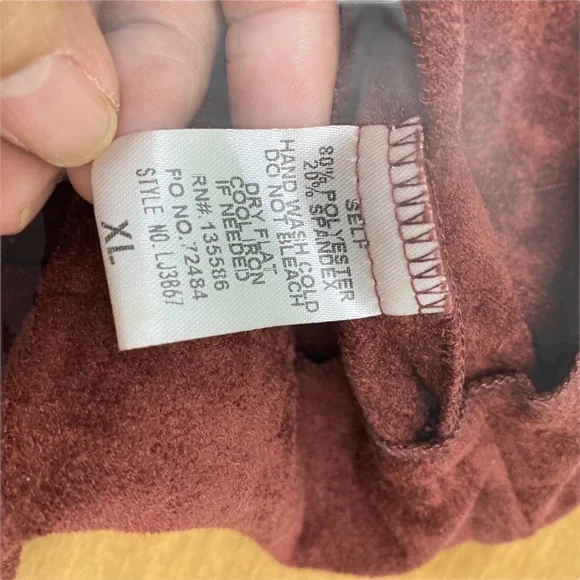 SELF
80% POLYESTER
20% SPANDEX
HAND WASH COLD
DO NOT BLEACH
DRY FLAT
COOL IRON
IF NEEDED
RN#. 135586
PO NO. 72484
STYLE NO. LJ3867
XL